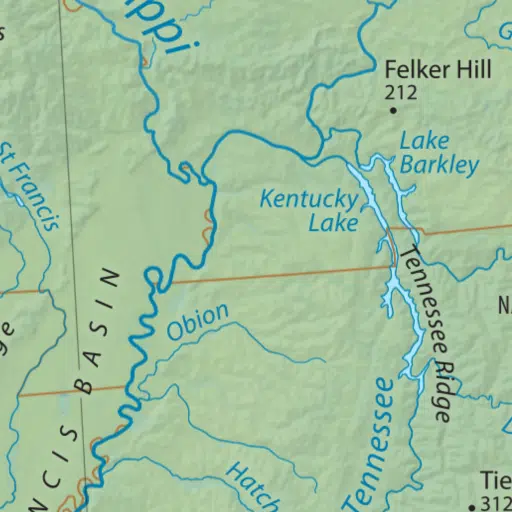 ppi
Felker Hill
212
Lake
Barkley
St Francis
Kentucky
Lake
Tennessee Ridge
BASIN
Obion
NCIS
Tennessee
Hatch
Tie
312